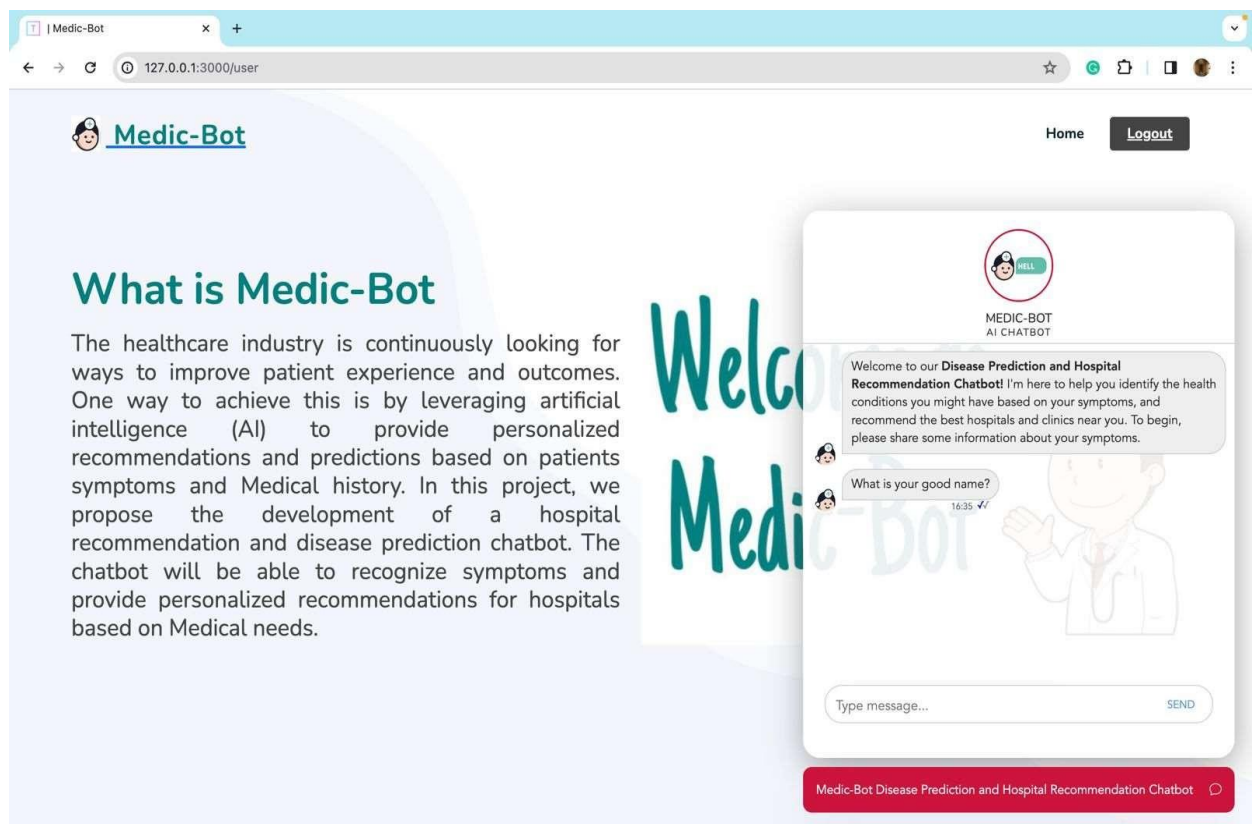 | Medic-Bot
127.0.0.1:3000/user
Medic-Bot
Home
Logout
What is Medic-Bot
The healthcare industry is continuously looking for
ways to improve patient experience and outcomes.
One way to achieve this is by leveraging artificial
intelligence (AI) to provide personalized
recommendations and predictions based on patients
symptoms and Medical history. In this project, we
propose the development of a hospital
recommendation and disease prediction chatbot. The
chatbot will be able to recognize symptoms and
provide personalized recommendations for hospitals
based on Medical needs.
Medic-Bot
HELL
MEDIC-BOT
AI CHATBOT
Welcome to our Disease Prediction and Hospital
Recommendation Chatbot! I'm here to help you identify the health
conditions you might have based on your symptoms, and
recommend the best hospitals and clinics near you. To begin,
please share some information about your symptoms.
What is your good name?
16:35
Type message...
SEND
Medic-Bot Disease Prediction and Hospital Recommendation Chatbot